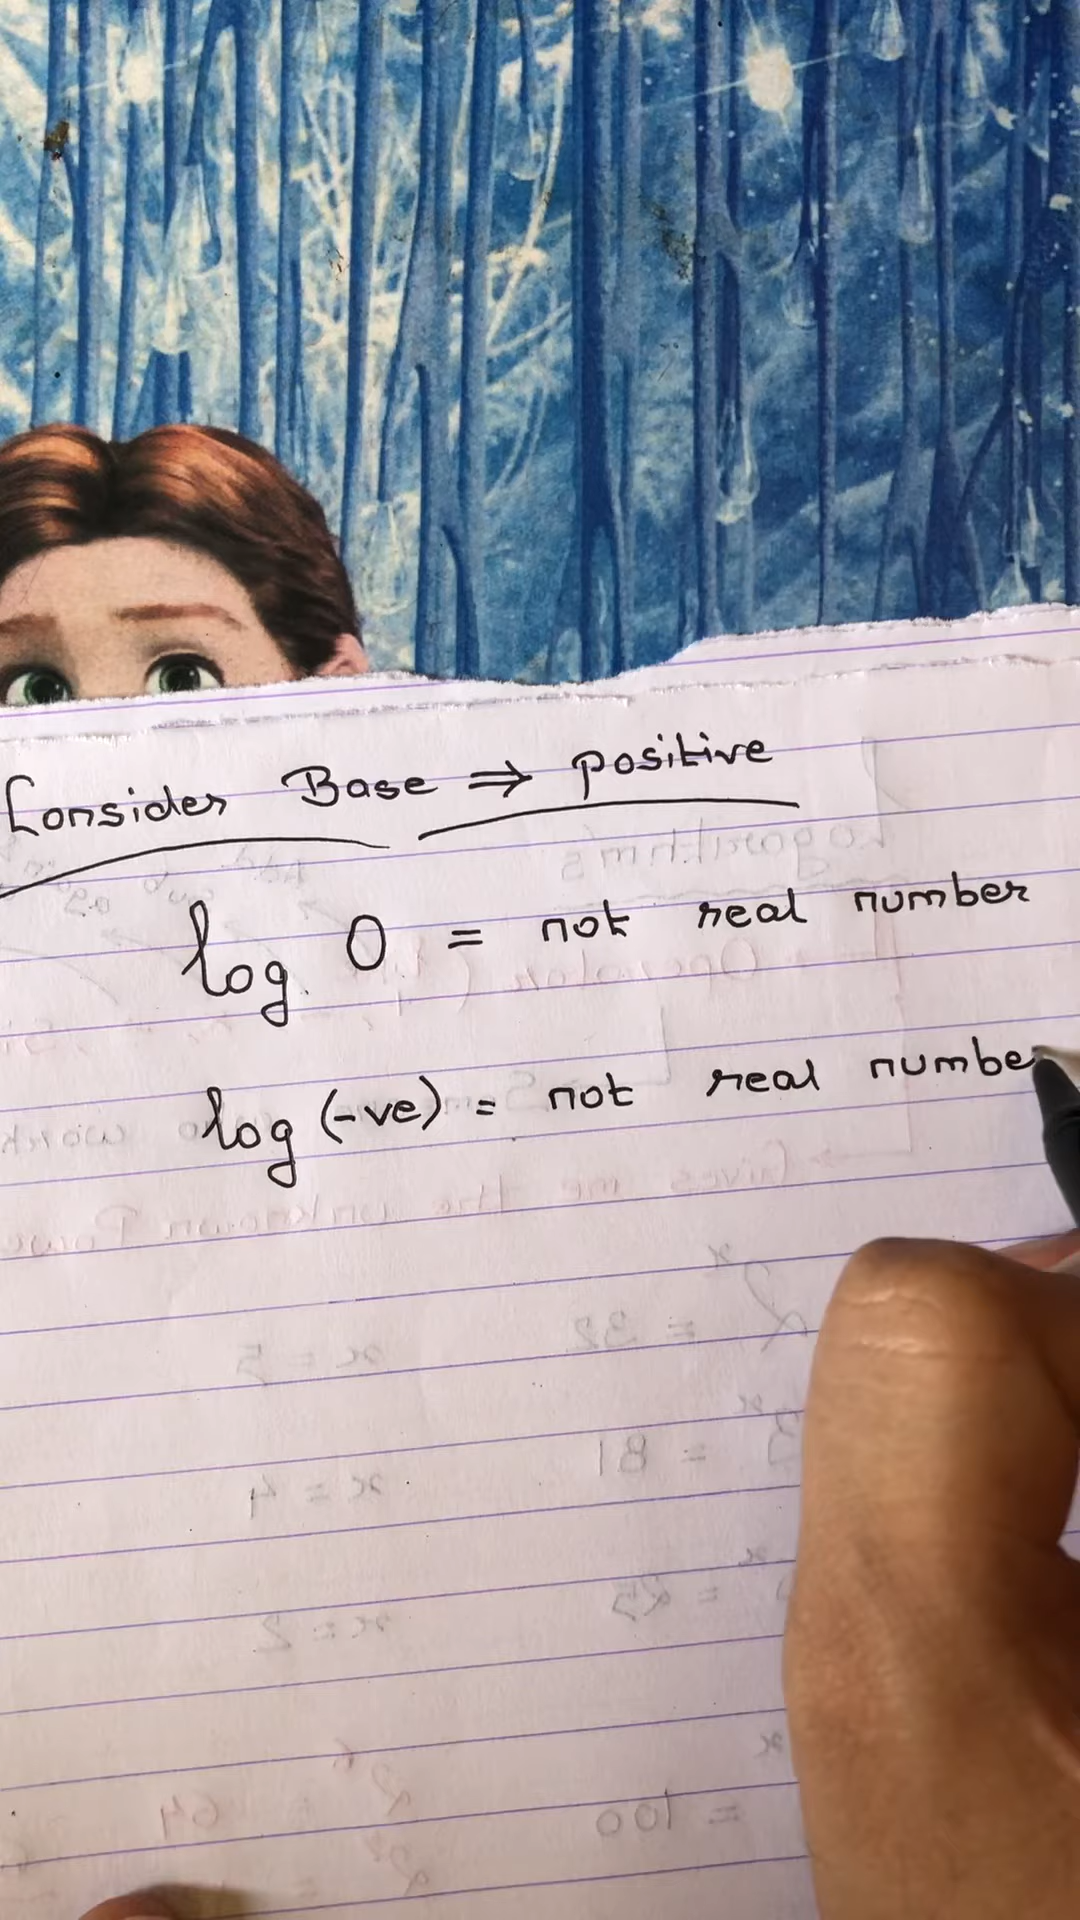 Consider Base ⇒ positive
log 0 = not real number
log (-ve) = not real numbe